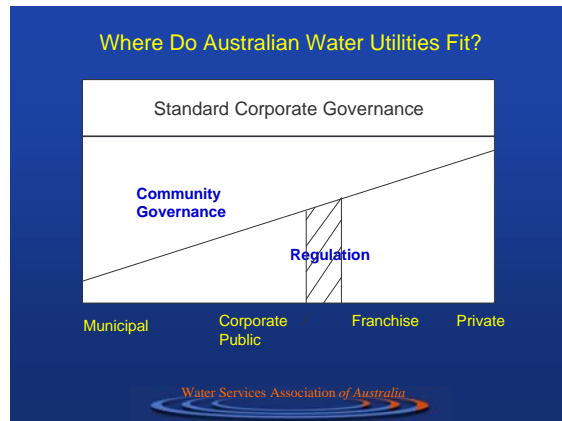 Where Do Australian Water Utilities Fit?
Standard Corporate Governance
Community
Governance
Regulation
Municipal
Corporate
Public
Franchise
Private
Water Services Association of Australia